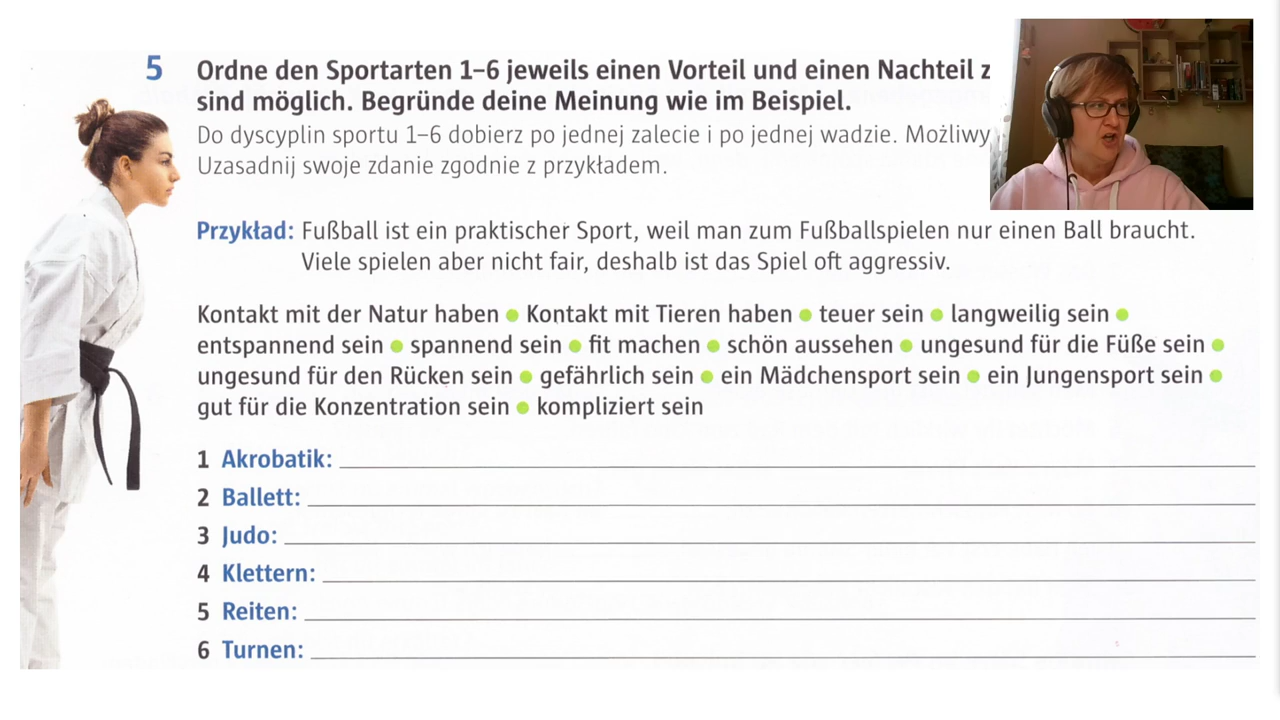 5 Ordne den Sportarten 1–6 jeweils einen Vorteil und einen Nachteil
sind möglich. Begründe deine Meinung wie im Beispiel.
Do dyscyplin sportu 1–6 dobierz po jednej zalecie i po jednej wadzie.
Uzasadnij swoje zdanie zgodnie z przykładem.
Przykład: Fußball ist ein praktischer Sport, weil man zum Fußballspielen nur einen Ball braucht.
Viele spielen aber nicht fair, deshalb ist das Spiel oft aggressiv.
Kontakt mit der Natur haben ● Kontakt mit Tieren haben ● teuer sein ● langweilig sein ●
entspannend sein ● spannend sein ● fit machen ● schön aussehen ● ungesund für die Füße sein ●
ungesund für den Rücken sein ● gefährlich sein ● ein Mädchensport sein ● ein Jungensport sein ●
gut für die Konzentration sein ● kompliziert sein
1 Akrobatik:
2 Ballett:
3 Judo:
4 Klettern:
5 Reiten:
6 Turnen: